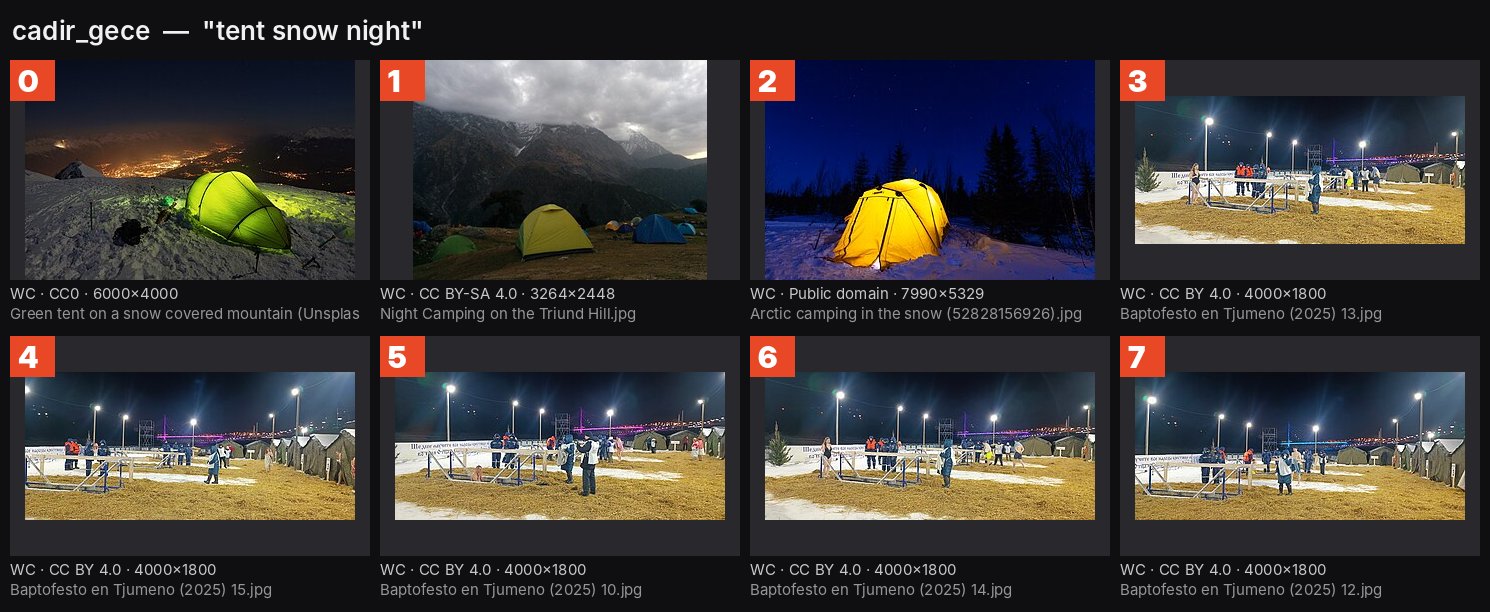 cadir_gece — "tent snow night"
0
1
2
3
WC · CC0 · 6000×4000
Green tent on a snow covered mountain (Unsplas
WC · CC BY-SA 4.0 · 3264×2448
Night Camping on the Triund Hill.jpg
WC · Public domain · 7990×5329
Arctic camping in the snow (52828156926).jpg
WC · CC BY 4.0 · 4000×1800
Baptofesto en Tjumeno (2025) 13.jpg
4
5
6
7
WC · CC BY 4.0 · 4000×1800
Baptofesto en Tjumeno (2025) 15.jpg
WC · CC BY 4.0 · 4000×1800
Baptofesto en Tjumeno (2025) 10.jpg
WC · CC BY 4.0 · 4000×1800
Baptofesto en Tjumeno (2025) 14.jpg
WC · CC BY 4.0 · 4000×1800
Baptofesto en Tjumeno (2025) 12.jpg